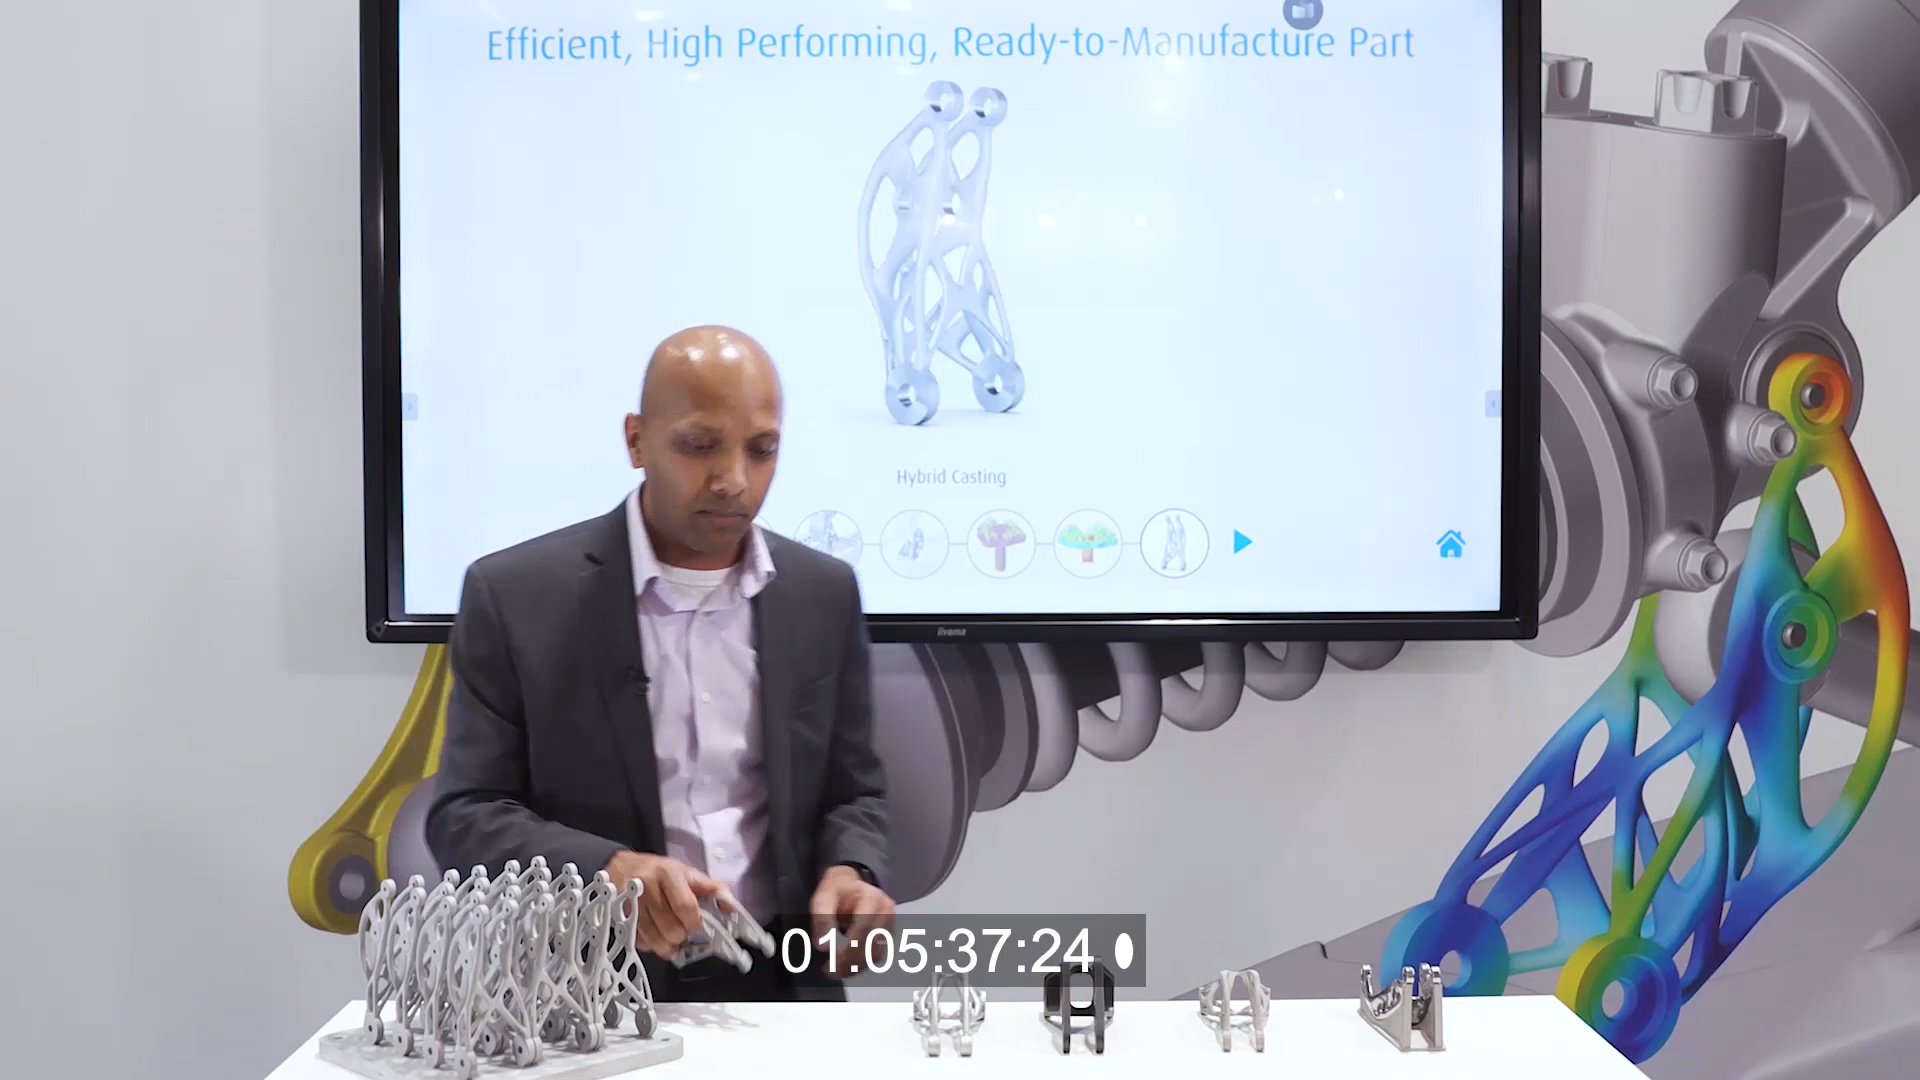 Efficient, High Performing, Ready-to-Manufacture Part
Hybrid Casting
iiyama
01:05:37:24